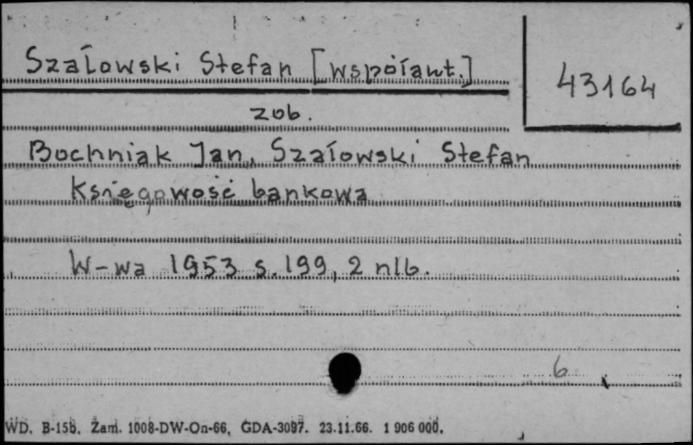 Szałowski Stefan [współaut.]
43164
zob.
Bochniak Jan, Szałowski Stefan
Księgowość bankowa
W-wa 1953 s. 199, 2 nlb.
6
WD. B-15b. Zam. 1008-DW-On-66, GDA-3097. 23.11.66. 1 906 000.